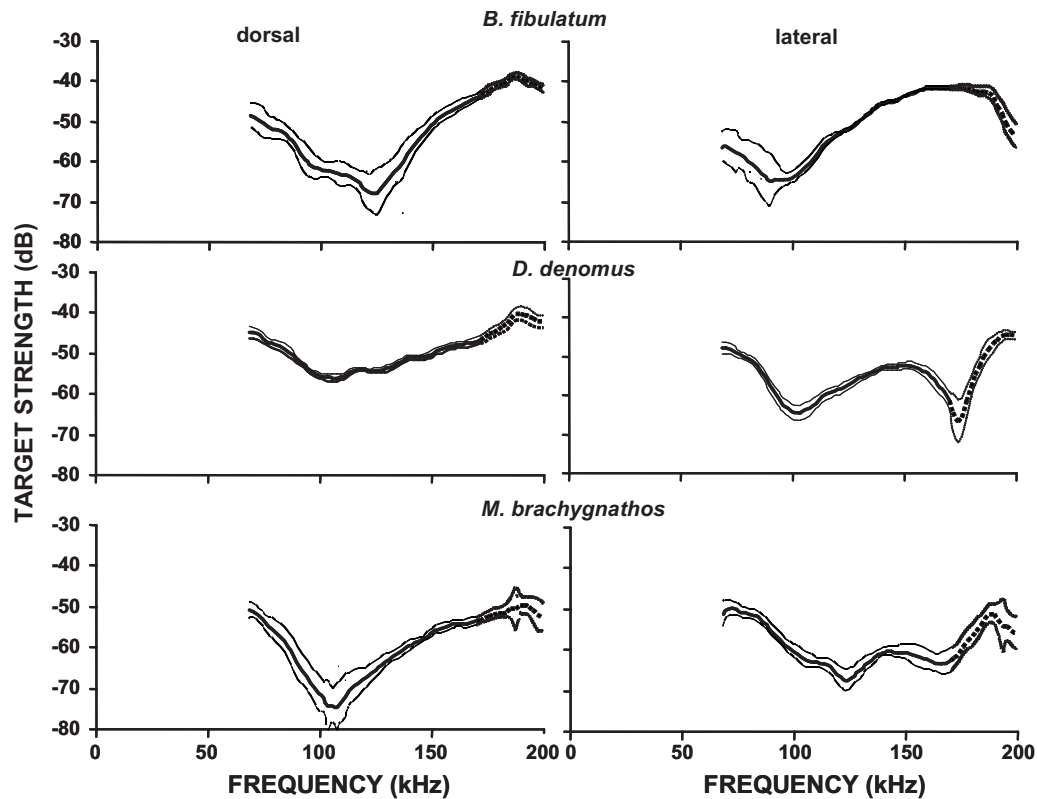 B. fibulatum
dorsal
lateral
-30
-40
-50
-60
-70
-80
D. denomus
-30
-40
-50
-60
-70
-80
TARGET STRENGTH (dB)
M. brachygnathos
-30
-40
-50
-60
-70
-80
0 50 100 150 200
0 50 100 150 200
FREQUENCY (kHz)
FREQUENCY (kHz)